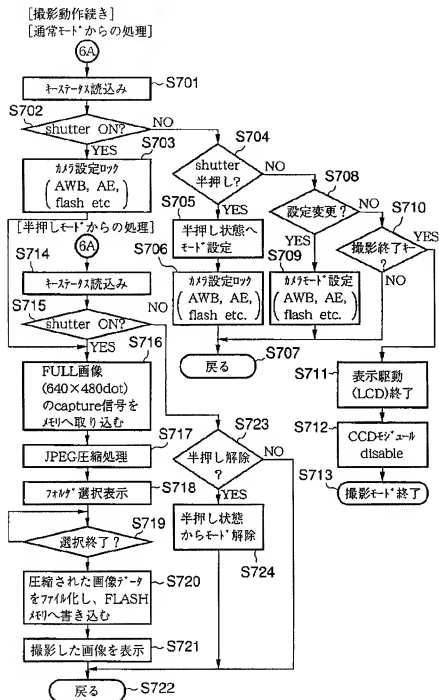 [撮影動作続き]
[通常ﾓｰﾄﾞからの処理]
6A
S701
ｷｰｽﾃｰﾀｽ読込み
S702
shutter ON?
NO
YES
S703
ｶﾒﾗ設定ロック
(AWB, AE,
flash etc)
S704
shutter
半押し?
NO
YES
S705
半押し状態へ
ﾓｰﾄﾞ設定
S706
ｶﾒﾗ設定ロック
(AWB, AE,
flash etc.)
S707
戻る
S708
設定変更?
NO
YES
S709
ｶﾒﾗﾓｰﾄﾞ設定
(AWB, AE,
flash etc.)
S710
撮影終了ｷｰ
?
YES
NO
S711
表示駆動
(LCD)終了
S712
CCDﾓｼﾞｭｰﾙ
disable
S713
撮影ﾓｰﾄﾞ終了
[半押しﾓｰﾄﾞからの処理]
6A
S714
ｷｰｽﾃｰﾀｽ読込み
S715
shutter ON?
NO
YES
S716
FULL画像
(640×480dot)
のcapture信号を
ﾒﾓﾘへ取り込む
S717
JPEG圧縮処理
S718
ﾌｫﾙﾀﾞ選択表示
S719
選択終了?
S720
圧縮された画像ﾃﾞｰﾀ
をﾌｧｲﾙ化し、FLASH
ﾒﾓﾘへ書き込む
S721
撮影した画像を表示
S722
戻る
S723
半押し解除
?
NO
YES
半押し状態
からﾓｰﾄﾞ解除
S724